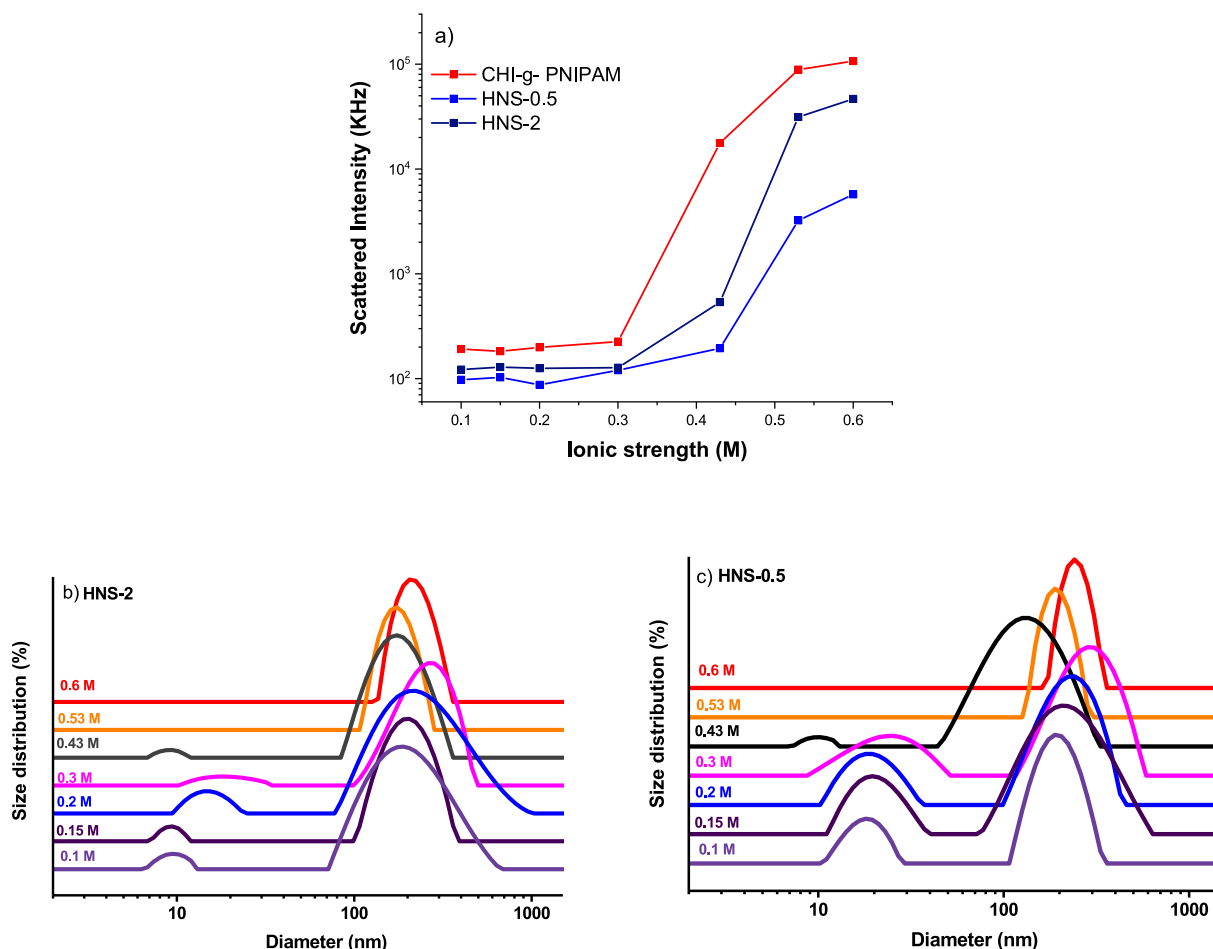 a)
CHI-g- PNIPAM
HNS-0.5
HNS-2
Scattered Intensity (KHz)
10^5
10^4
10^3
10^2
0.1 0.2 0.3 0.4 0.5 0.6
Ionic strength (M)
b) HNS-2
Size distribution (%)
0.6 M
0.53 M
0.43 M
0.3 M
0.2 M
0.15 M
0.1 M
10 100 1000
Diameter (nm)
c) HNS-0.5
Size distribution (%)
0.6 M
0.53 M
0.43 M
0.3 M
0.2 M
0.15 M
0.1 M
10 100 1000
Diameter (nm)